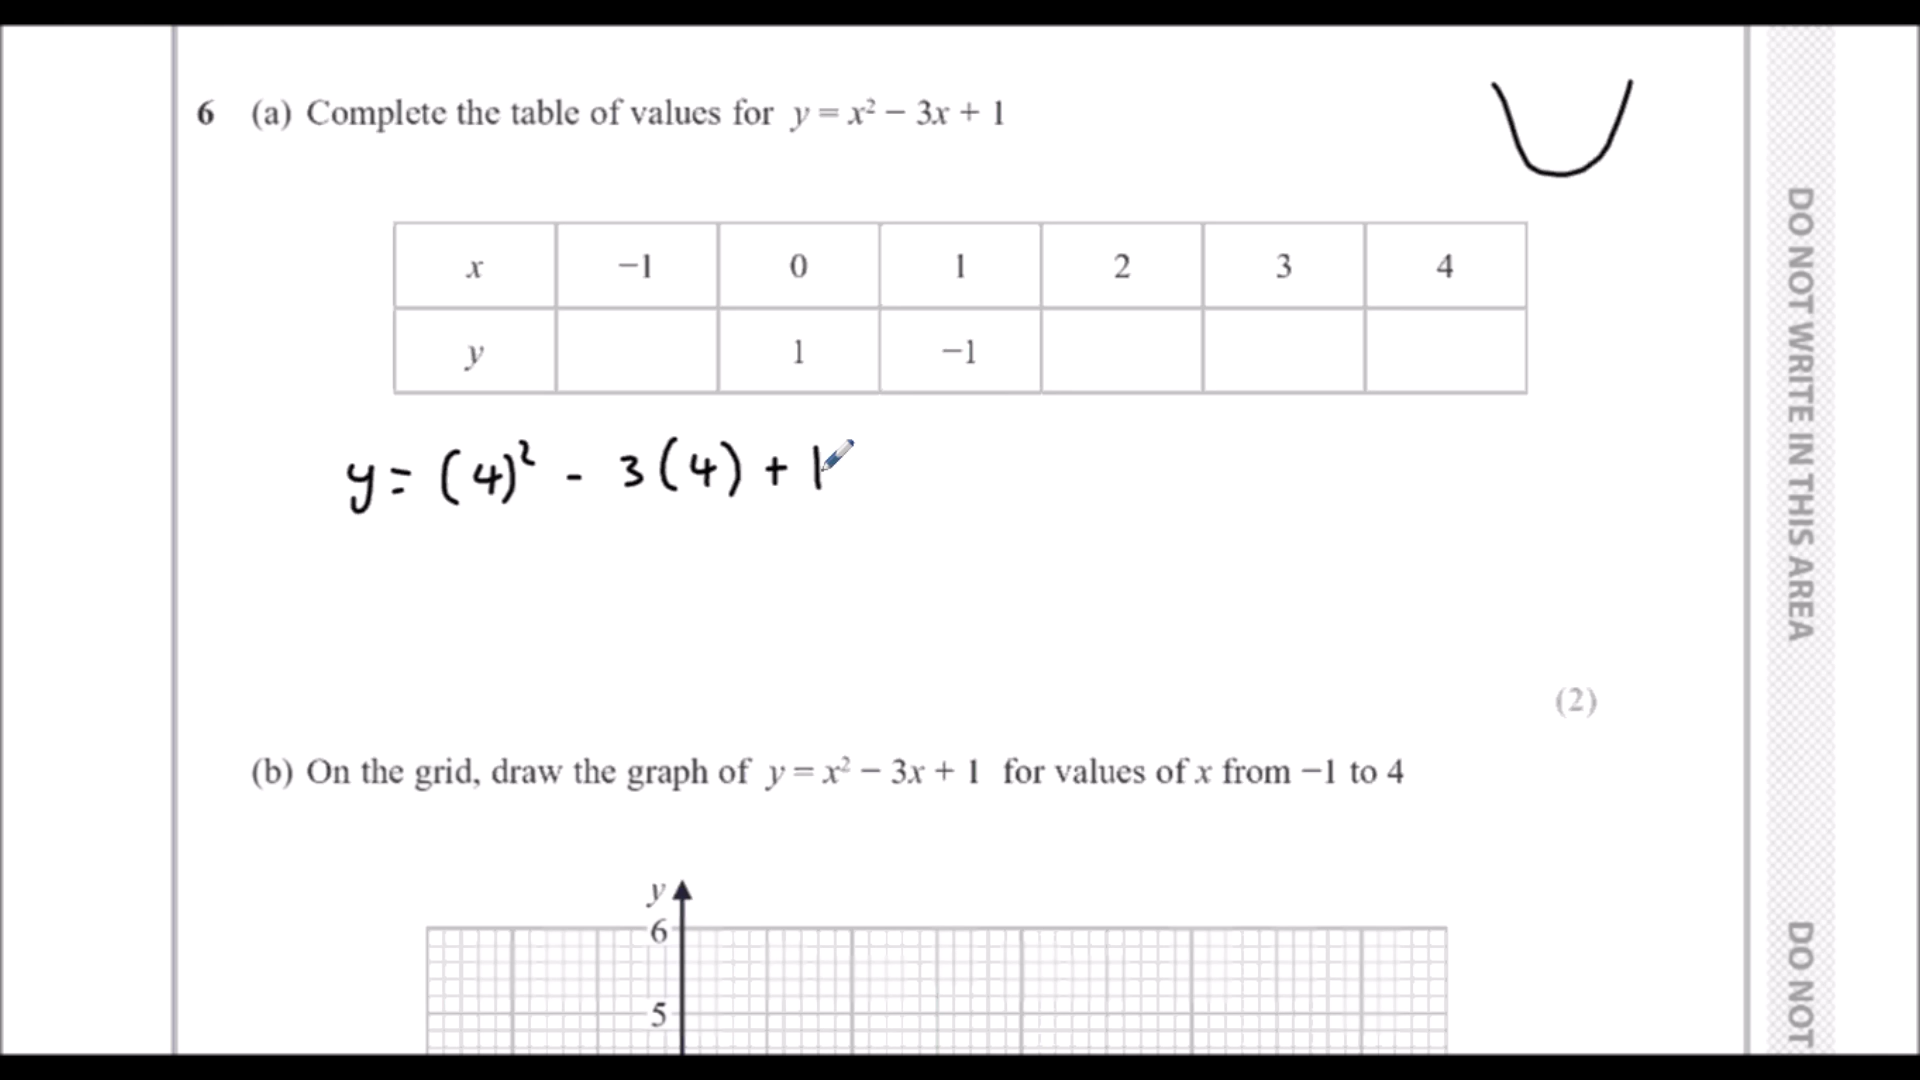 6 (a) Complete the table of values for y = x² − 3x + 1
x −1 0 1 2 3 4
y 1 −1
y = (4)² - 3(4) + 1
(2)
(b) On the grid, draw the graph of y = x² − 3x + 1 for values of x from −1 to 4
y
6
5
DO NOT WRITE IN THIS AREA
DO NOT